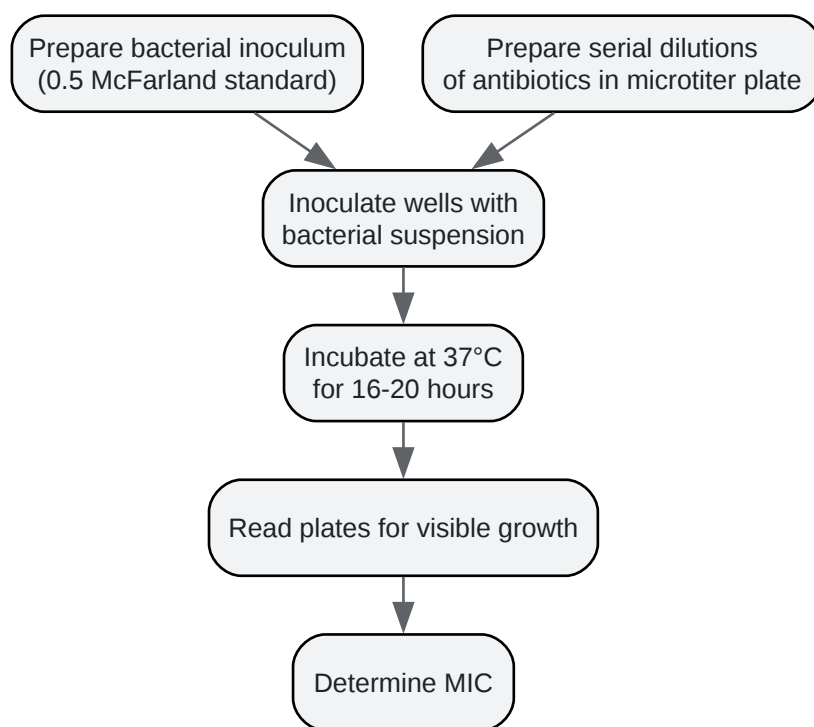 Prepare bacterial inoculum
(0.5 McFarland standard)
Prepare serial dilutions
of antibiotics in microtiter plate
Inoculate wells with
bacterial suspension
Incubate at 37°C
for 16-20 hours
Read plates for visible growth
Determine MIC